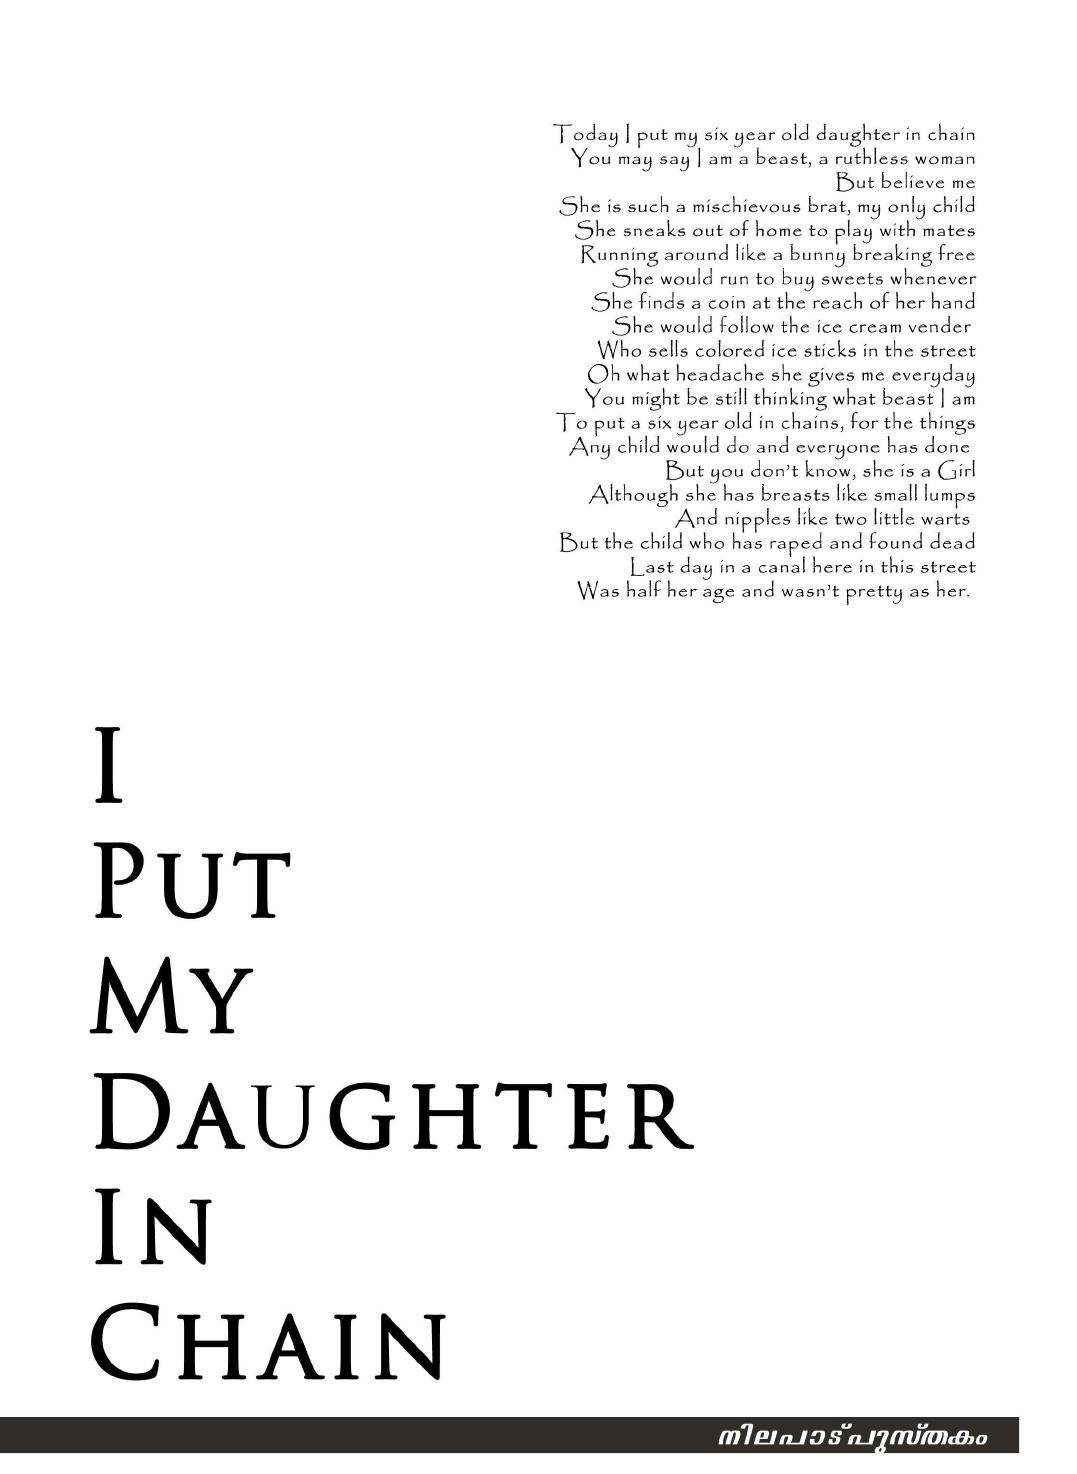 Today I put my six year old daughter in chain
You may say I am a beast, a ruthless woman
But believe me
She is such a mischievous brat, my only child
She sneaks out of home to play with mates
Running around like a bunny breaking free
She would run to buy sweets whenever
She finds a coin at the reach of her hand
She would follow the ice cream vender
Who sells colored ice sticks in the street
Oh what headache she gives me everyday
You might be still thinking what beast I am
To put a six year old in chains, for the things
Any child would do and everyone has done
But you don't know, she is a Girl
Although she has breasts like small lumps
And nipples like two little warts
But the child who has raped and found dead
Last day in a canal here in this street
Was half her age and wasn't pretty as her.
I
Put
My
Daughter
In
Chain
നിലപാട് പുസ്തകം